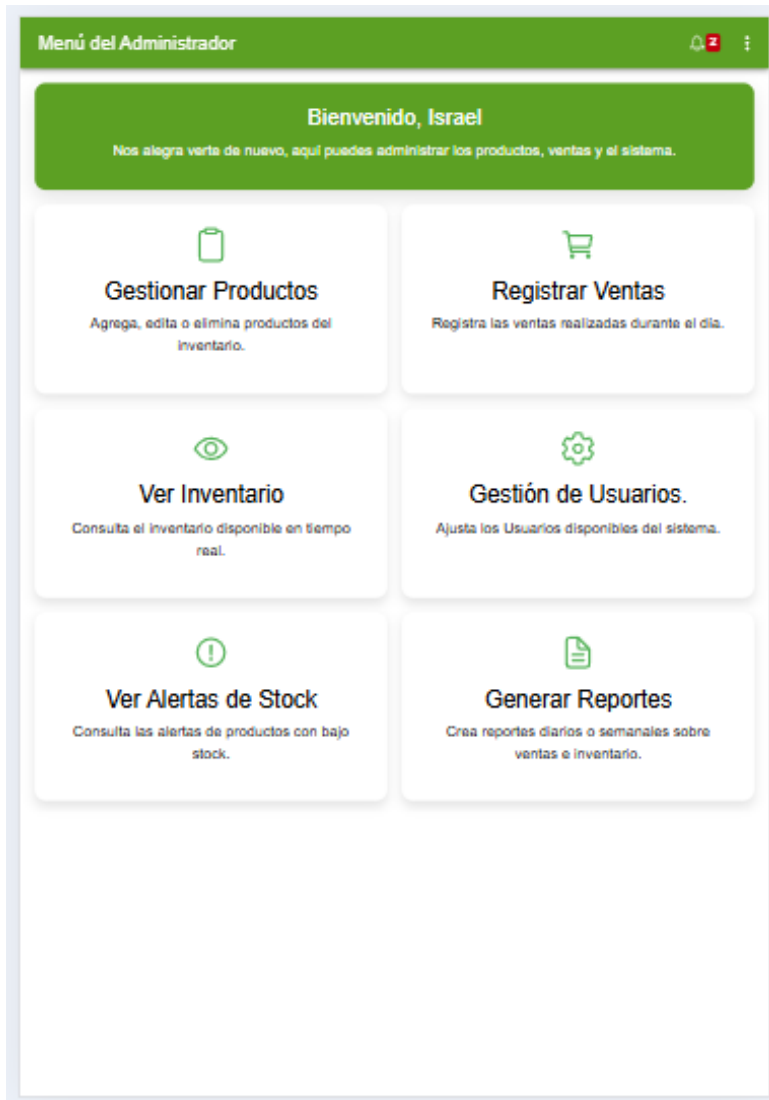 Menú del Administrador
Bienvenido, Israel
Nos alegra verte de nuevo, aquí puedes administrar los productos, ventas y el sistema.
Gestionar Productos
Agrega, edita o elimina productos del
inventario.
Registrar Ventas
Registra las ventas realizadas durante el día.
Ver Inventario
Consulta el inventario disponible en tiempo
real.
Gestión de Usuarios.
Ajusta los Usuarios disponibles del sistema.
Ver Alertas de Stock
Consulta las alertas de productos con bajo
stock.
Generar Reportes
Crea reportes diarios o semanales sobre
ventas e inventario.